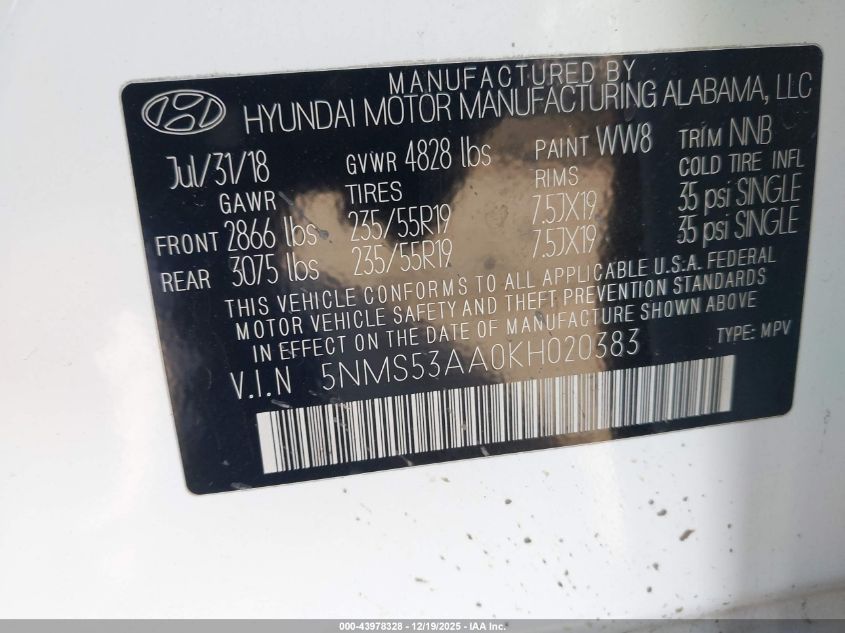 MANUFACTURED BY
HYUNDAI MOTOR MANUFACTURING ALABAMA, LLC
Jul/31/18 GVWR 4828 lbs PAINT WW8 TRIM NNB
GAWR TIRES RIMS COLD TIRE INFL
FRONT 2866 lbs 235/55R19 7.5JX19 35 psi SINGLE
REAR 3075 lbs 235/55R19 7.5JX19 35 psi SINGLE
THIS VEHICLE CONFORMS TO ALL APPLICABLE U.S.A. FEDERAL
MOTOR VEHICLE SAFETY AND THEFT PREVENTION STANDARDS
IN EFFECT ON THE DATE OF MANUFACTURE SHOWN ABOVE
V.I.N 5NMS53AA0KH020383 TYPE: MPV
000-43978328 - 12/19/2025 - IAA Inc.